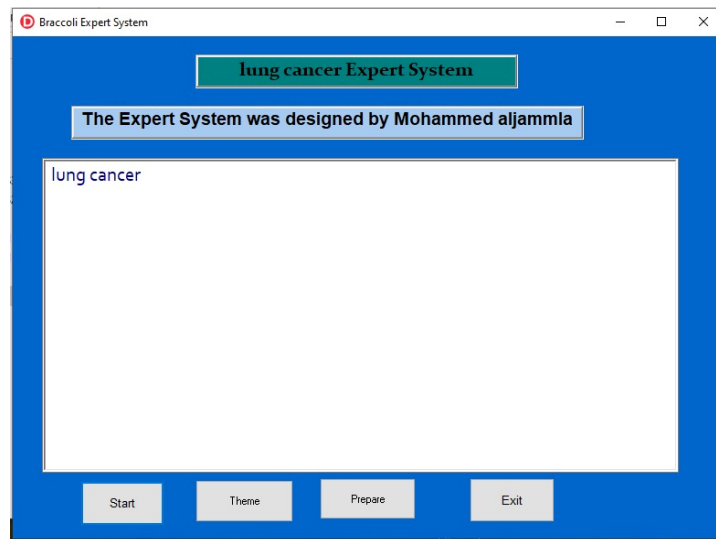 Braccoli Expert System
lung cancer Expert System
The Expert System was designed by Mohammed aljammla
lung cancer
Start
Theme
Prepare
Exit